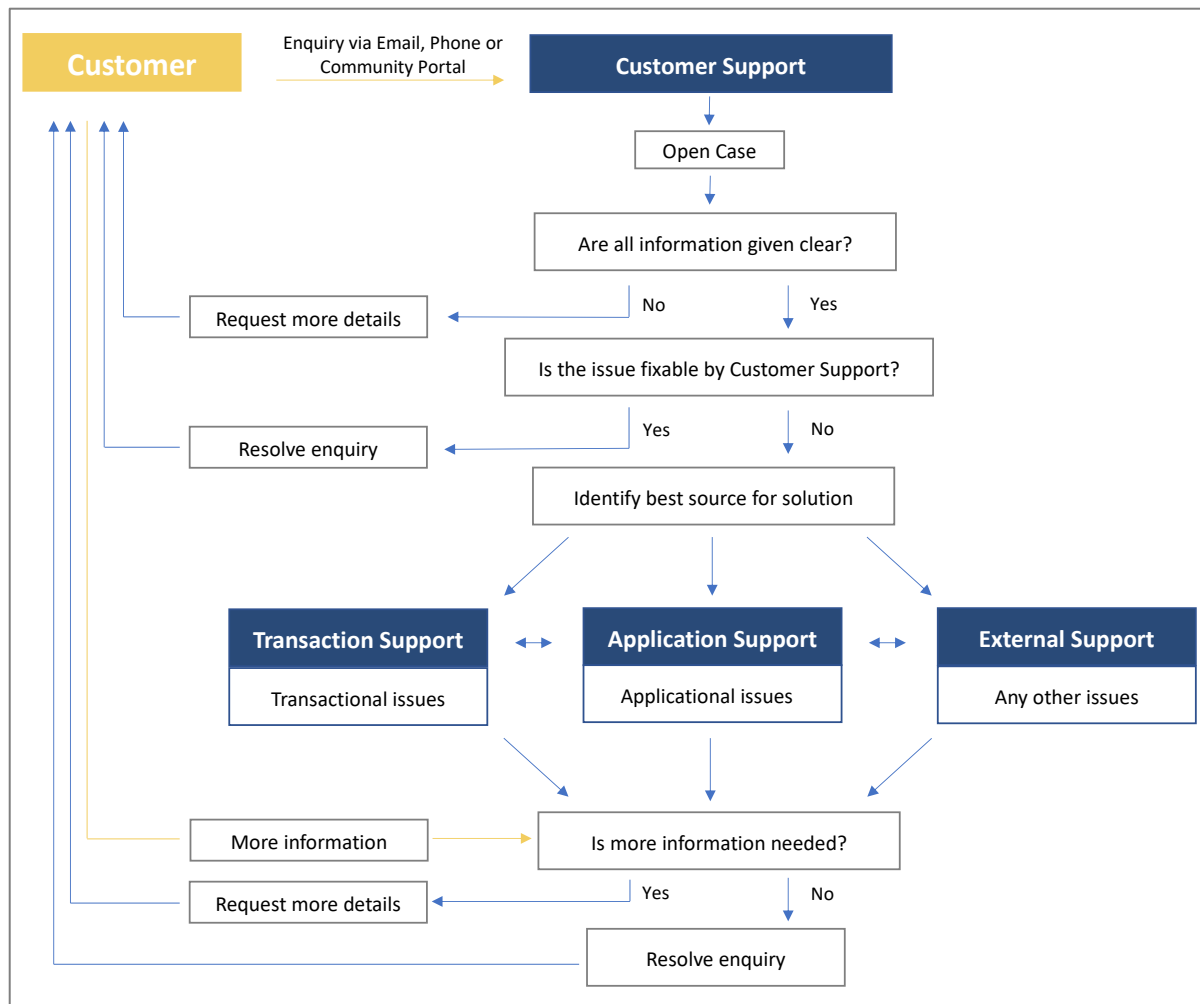 Customer
Enquiry via Email, Phone or
Community Portal
Customer Support
Open Case
Are all information given clear?
No
Yes
Request more details
Is the issue fixable by Customer Support?
Yes
No
Resolve enquiry
Identify best source for solution
Transaction Support
Application Support
External Support
Transactional issues
Applicational issues
Any other issues
More information
Is more information needed?
Yes
No
Request more details
Resolve enquiry